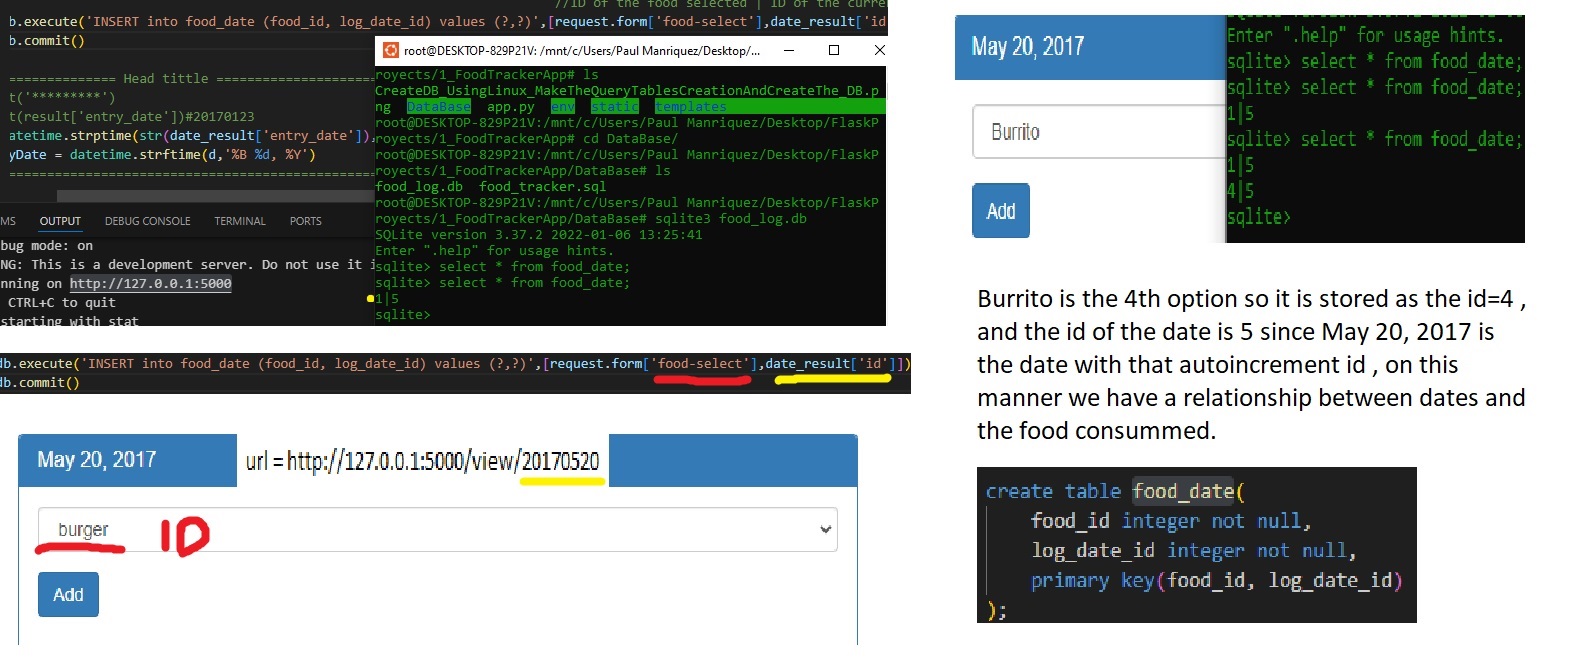 //ID of the food selected | ID of the curre
b.execute('INSERT into food_date (food_id, log_date_id) values (?,?)',[request.form['food-select'],date_result['id
b.commit()
============== Head tittle ===================
t('*********')
t(result['entry_date'])#20170123
atetime.strptime(str(date_result['entry_date']),
yDate = datetime.strftime(d,'%B %d, %Y')
MS OUTPUT DEBUG CONSOLE TERMINAL PORTS
bug mode: on
NG: This is a development server. Do not use it i
nning on http://127.0.0.1:5000
CTRL+C to quit
starting with stat
root@DESKTOP-829P21V: /mnt/c/Users/Paul Manriquez/Desktop/...
royects/1_FoodTrackerApp# ls
CreateDB_UsingLinux_MakeTheQueryTablesCreationAndCreateThe_DB.p
ng DataBase app.py env static templates
root@DESKTOP-829P21V:/mnt/c/Users/Paul Manriquez/Desktop/FlaskP
royects/1_FoodTrackerApp# cd DataBase/
root@DESKTOP-829P21V:/mnt/c/Users/Paul Manriquez/Desktop/FlaskP
royects/1_FoodTrackerApp/DataBase# ls
food_log.db food_tracker.sql
root@DESKTOP-829P21V:/mnt/c/Users/Paul Manriquez/Desktop/FlaskP
royects/1_FoodTrackerApp/DataBase# sqlite3 food_log.db
SQLite version 3.37.2 2022-01-06 13:25:41
Enter ".help" for usage hints.
sqlite> select * from food_date;
sqlite> select * from food_date;
1|5
sqlite>
db.execute('INSERT into food_date (food_id, log_date_id) values (?,?)',[request.form['food-select'],date_result['id']])
db.commit()
May 20, 2017
url = http://127.0.0.1:5000/view/20170520
burger
ID
Add
May 20, 2017
Burrito
Add
Enter ".help" for usage hints.
sqlite> select * from food_date;
sqlite> select * from food_date;
1|5
sqlite> select * from food_date;
1|5
4|5
sqlite>
Burrito is the 4th option so it is stored as the id=4 ,
and the id of the date is 5 since May 20, 2017 is
the date with that autoincrement id , on this
manner we have a relationship between dates and
the food consummed.
create table food_date(
food_id integer not null,
log_date_id integer not null,
primary key(food_id, log_date_id)
);